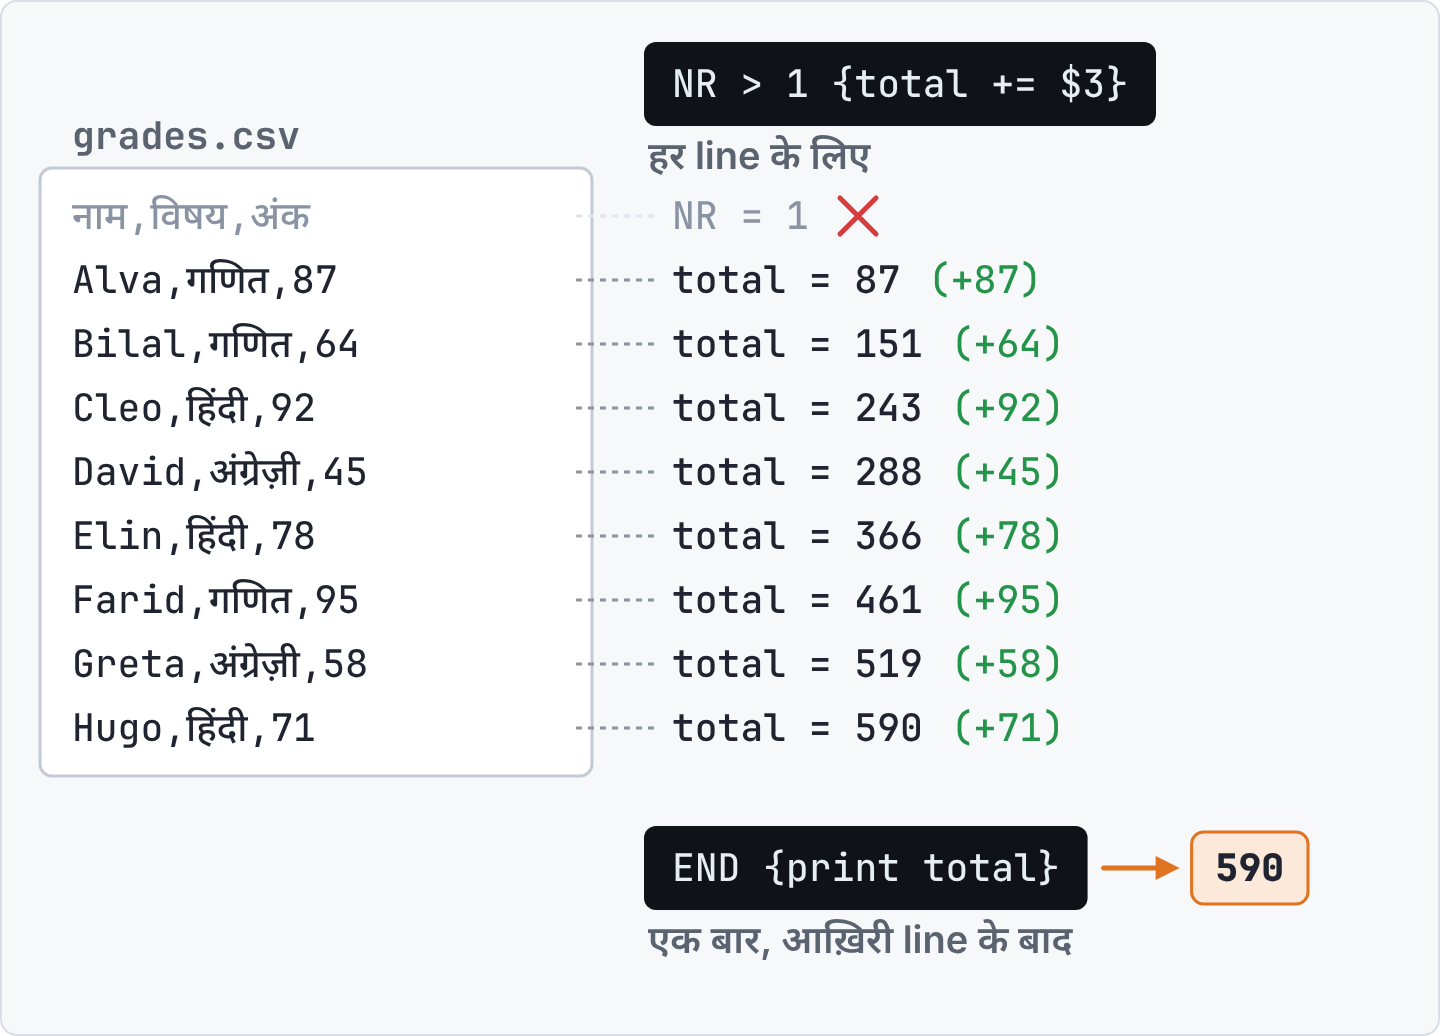 NR > 1 {total += $3}
हर line के लिए
grades.csv
नाम,विषय,अंक
NR = 1
Alva,गणित,87
total = 87 (+87)
Bilal,गणित,64
total = 151 (+64)
Cleo,हिंदी,92
total = 243 (+92)
David,अंग्रेज़ी,45
total = 288 (+45)
Elin,हिंदी,78
total = 366 (+78)
Farid,गणित,95
total = 461 (+95)
Greta,अंग्रेज़ी,58
total = 519 (+58)
Hugo,हिंदी,71
total = 590 (+71)
END {print total}
590
एक बार, आख़िरी line के बाद